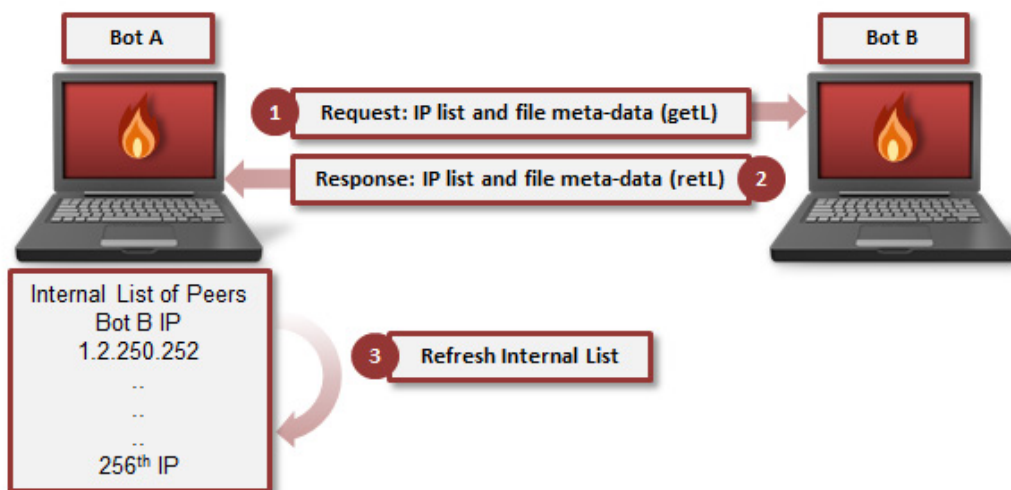 Bot A
Bot B
1 Request: IP list and file meta-data (getL)
Response: IP list and file meta-data (retL) 2
Internal List of Peers
Bot B IP
1.2.250.252
..
..
..
256th IP
3 Refresh Internal List